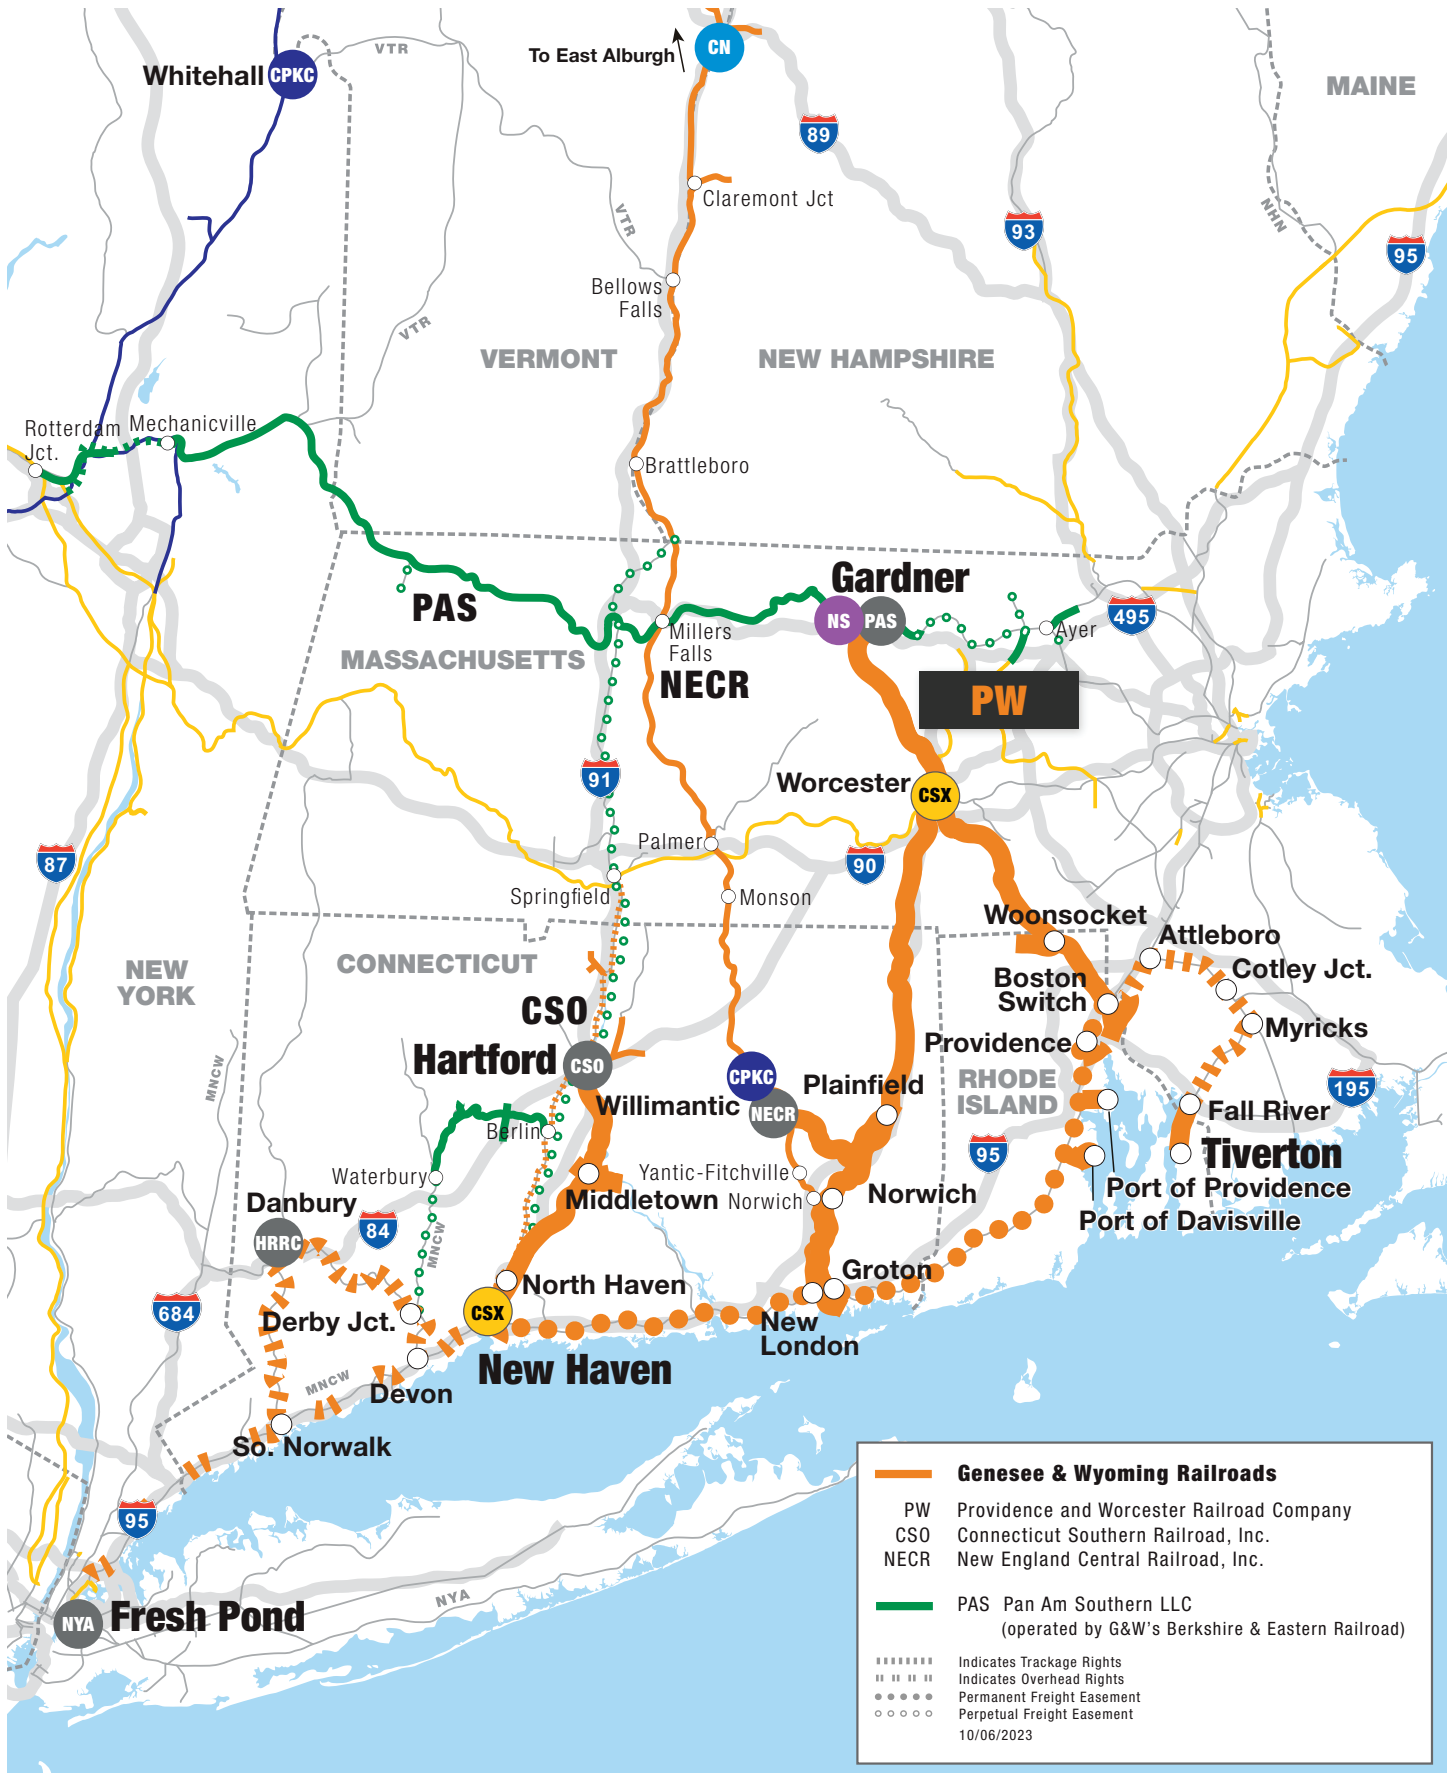 To East Alburgh
CN
VTR
Whitehall
CPKC
MAINE
89
Claremont Jct
VTR
NHN
93
95
Bellows
Falls
VTR
VERMONT
NEW HAMPSHIRE
Rotterdam
Jct.
Mechanicville
Brattleboro
Gardner
NS
PAS
PAS
495
Ayer
Millers
Falls
MASSACHUSETTS
NECR
PW
91
Worcester
CSX
Palmer
87
90
Springfield
Monson
Woonsocket
Attleboro
CONNECTICUT
NEW
YORK
Cotley Jct.
Boston
Switch
CSO
Myricks
Hartford
CSO
Providence
MNCW
CPKC
Plainfield
RHODE
ISLAND
195
Willimantic
NECR
Fall River
Berlin
95
Tiverton
Waterbury
Yantic-Fitchville
Port of Providence
Danbury
Middletown
Norwich
Norwich
Port of Davisville
84
HRRC
MNCW
North Haven
Groton
684
Derby Jct.
CSX
New
London
New Haven
MNCW
Devon
So. Norwalk
95
NYA
NYA
Fresh Pond
Genesee & Wyoming Railroads
PW Providence and Worcester Railroad Company
CSO Connecticut Southern Railroad, Inc.
NECR New England Central Railroad, Inc.
PAS Pan Am Southern LLC
(operated by G&W's Berkshire & Eastern Railroad)
Indicates Trackage Rights
Indicates Overhead Rights
Permanent Freight Easement
Perpetual Freight Easement
10/06/2023